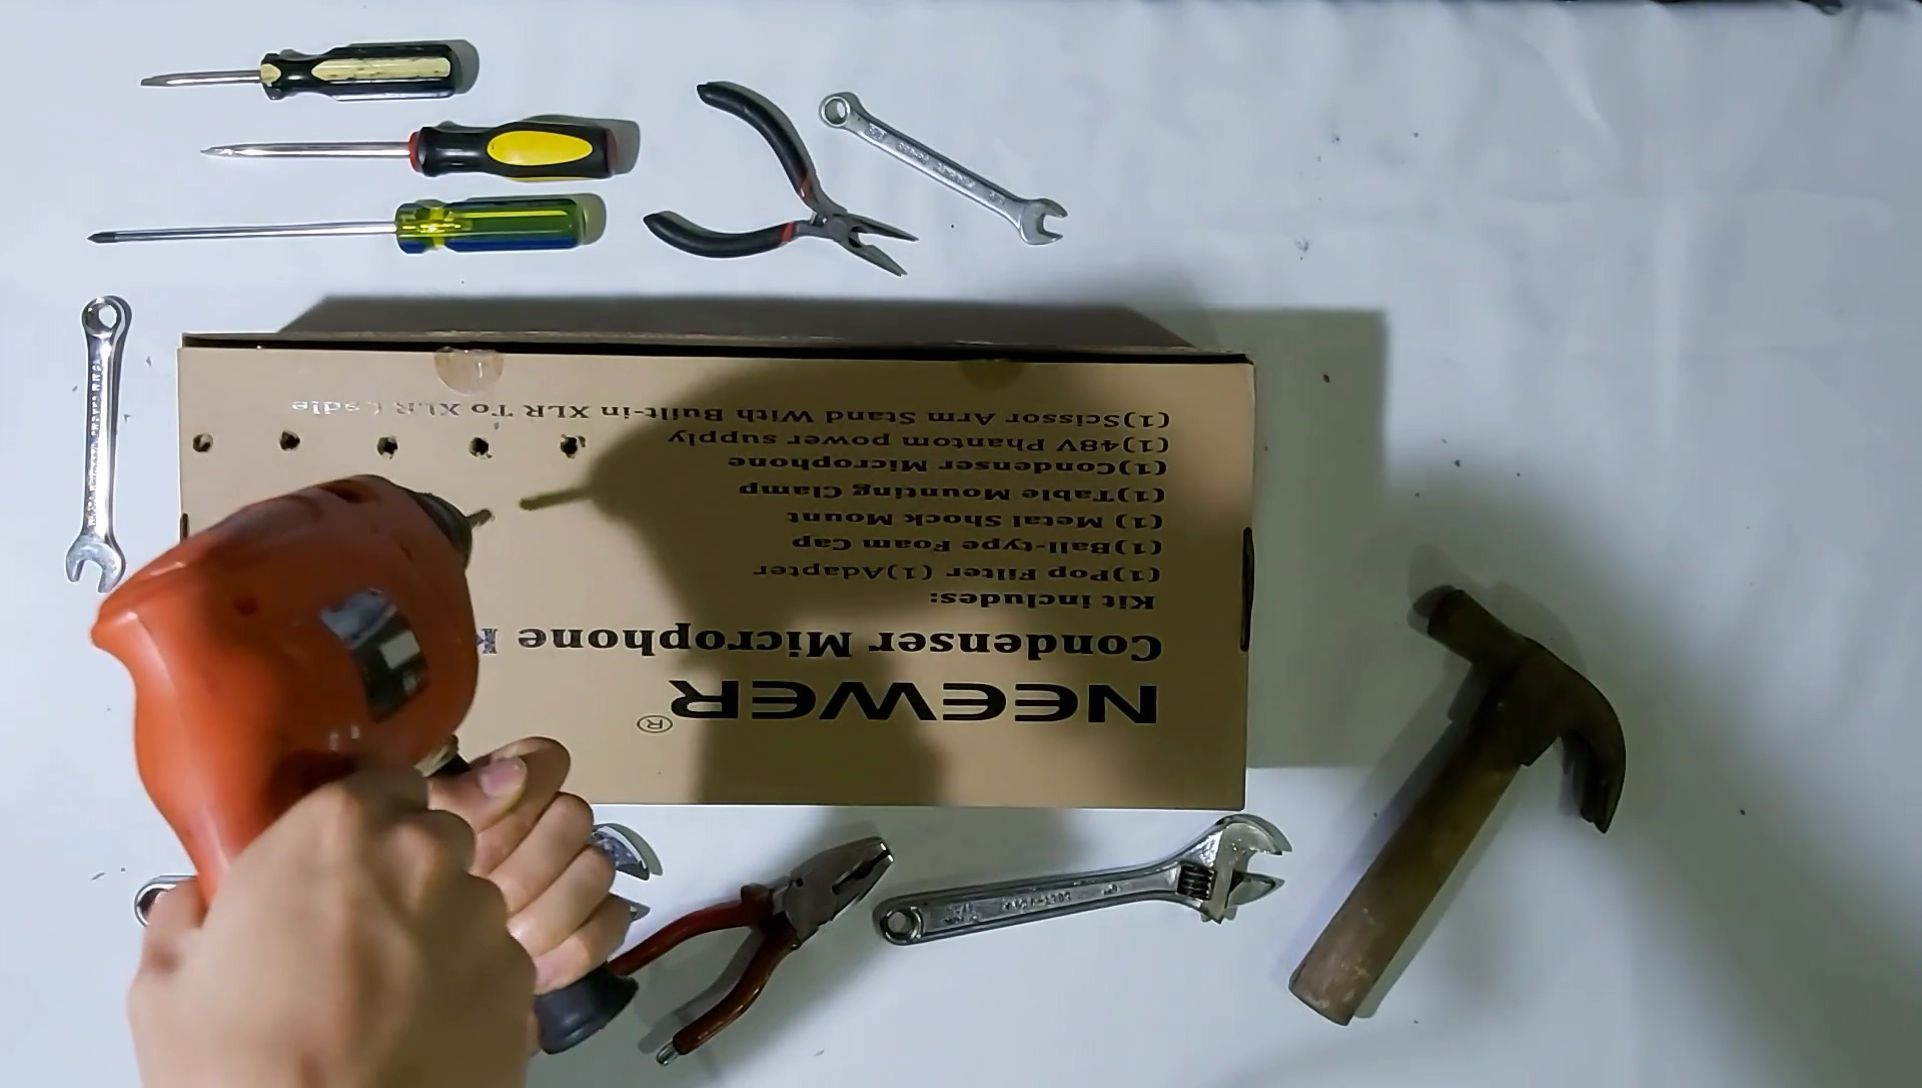 NEEWER®
Condenser Microphone
Kit includes:
(1)Pop Filter (1)Adapter
(1)Ball-type Foam Cap
(1) Metal Shock Mount
(1)Table Mounting Clamp
(1)Condenser Microphone
(1)48V Phantom power supply
(1)Scissor Arm Stand With Built-in XLR To XLR Cable